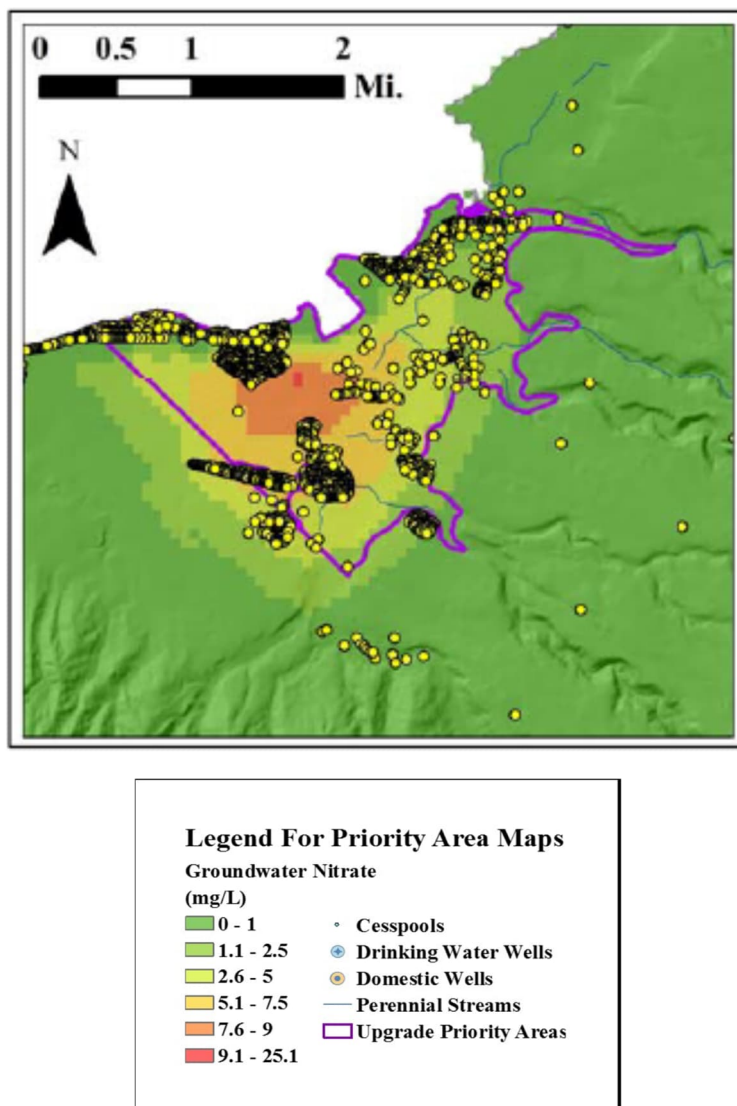 0 0.5 1 2
Mi.
N
Legend For Priority Area Maps
Groundwater Nitrate
(mg/L)
0 - 1
1.1 - 2.5
2.6 - 5
5.1 - 7.5
7.6 - 9
9.1 - 25.1
Cesspools
Drinking Water Wells
Domestic Wells
Perennial Streams
Upgrade Priority Areas